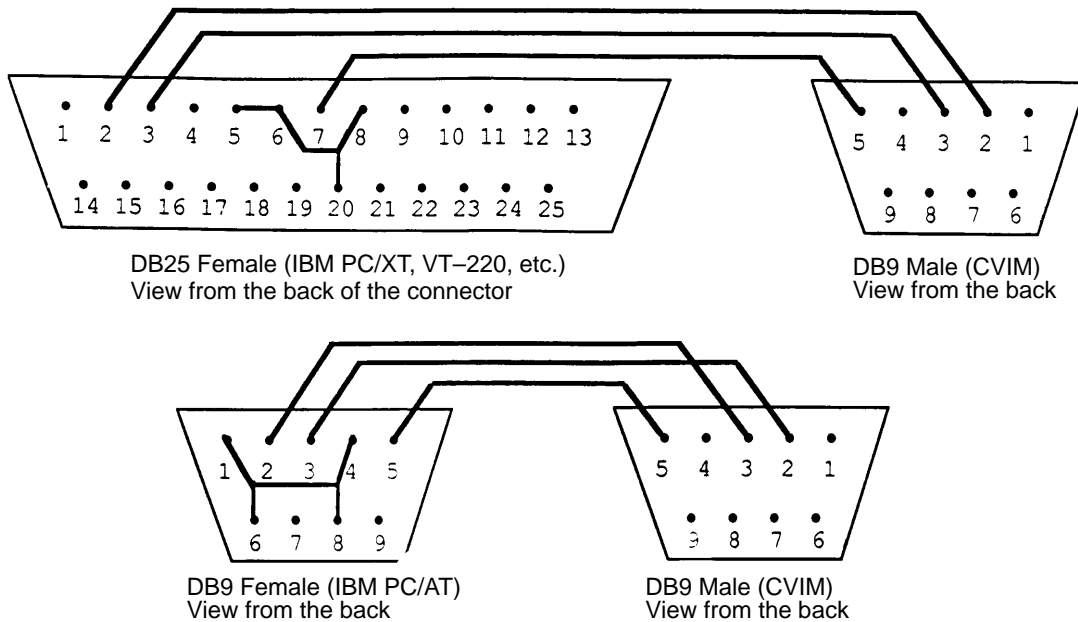 1 2 3 4 5 6 7 8 9 10 11 12 13
14 15 16 17 18 19 20 21 22 23 24 25
5 4 3 2 1
9 8 7 6
DB25 Female (IBM PC/XT, VT–220, etc.)
View from the back of the connector
DB9 Male (CVIM)
View from the back
1 2 3 4 5
6 7 8 9
5 4 3 2 1
9 8 7 6
DB9 Female (IBM PC/AT)
View from the back
DB9 Male (CVIM)
View from the back